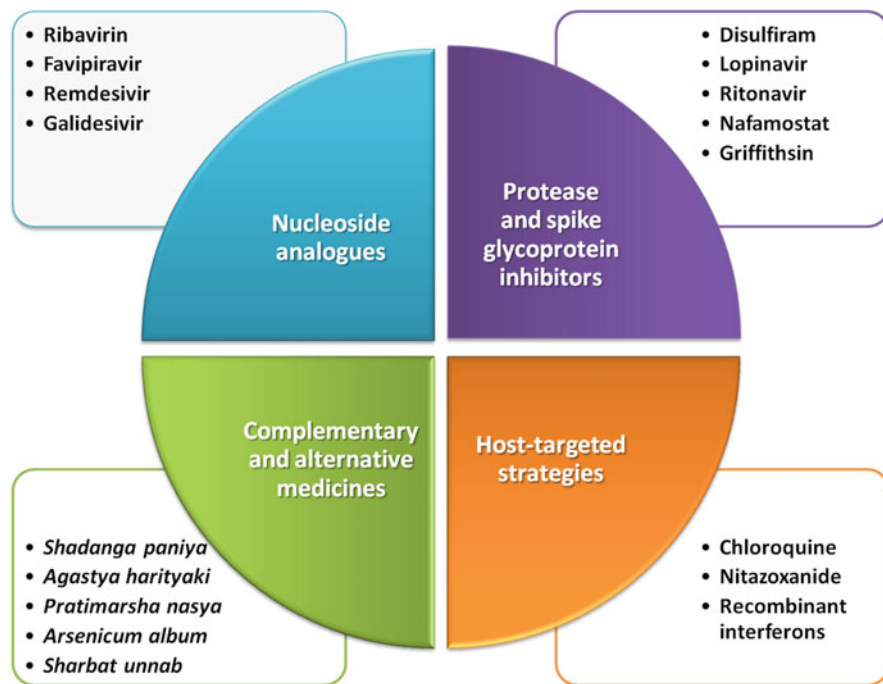 • Ribavirin
• Favipiravir
• Remdesivir
• Galidesivir
Nucleoside
analogues
• Disulfiram
• Lopinavir
• Ritonavir
• Nafamostat
• Griffithsin
Protease
and spike
glycoprotein
inhibitors
Complementary
and alternative
medicines
• Shadanga paniya
• Agastya harityaki
• Pratimarsha nasya
• Arsenicum album
• Sharbat unnab
Host-targeted
strategies
• Chloroquine
• Nitazoxanide
• Recombinant
interferons